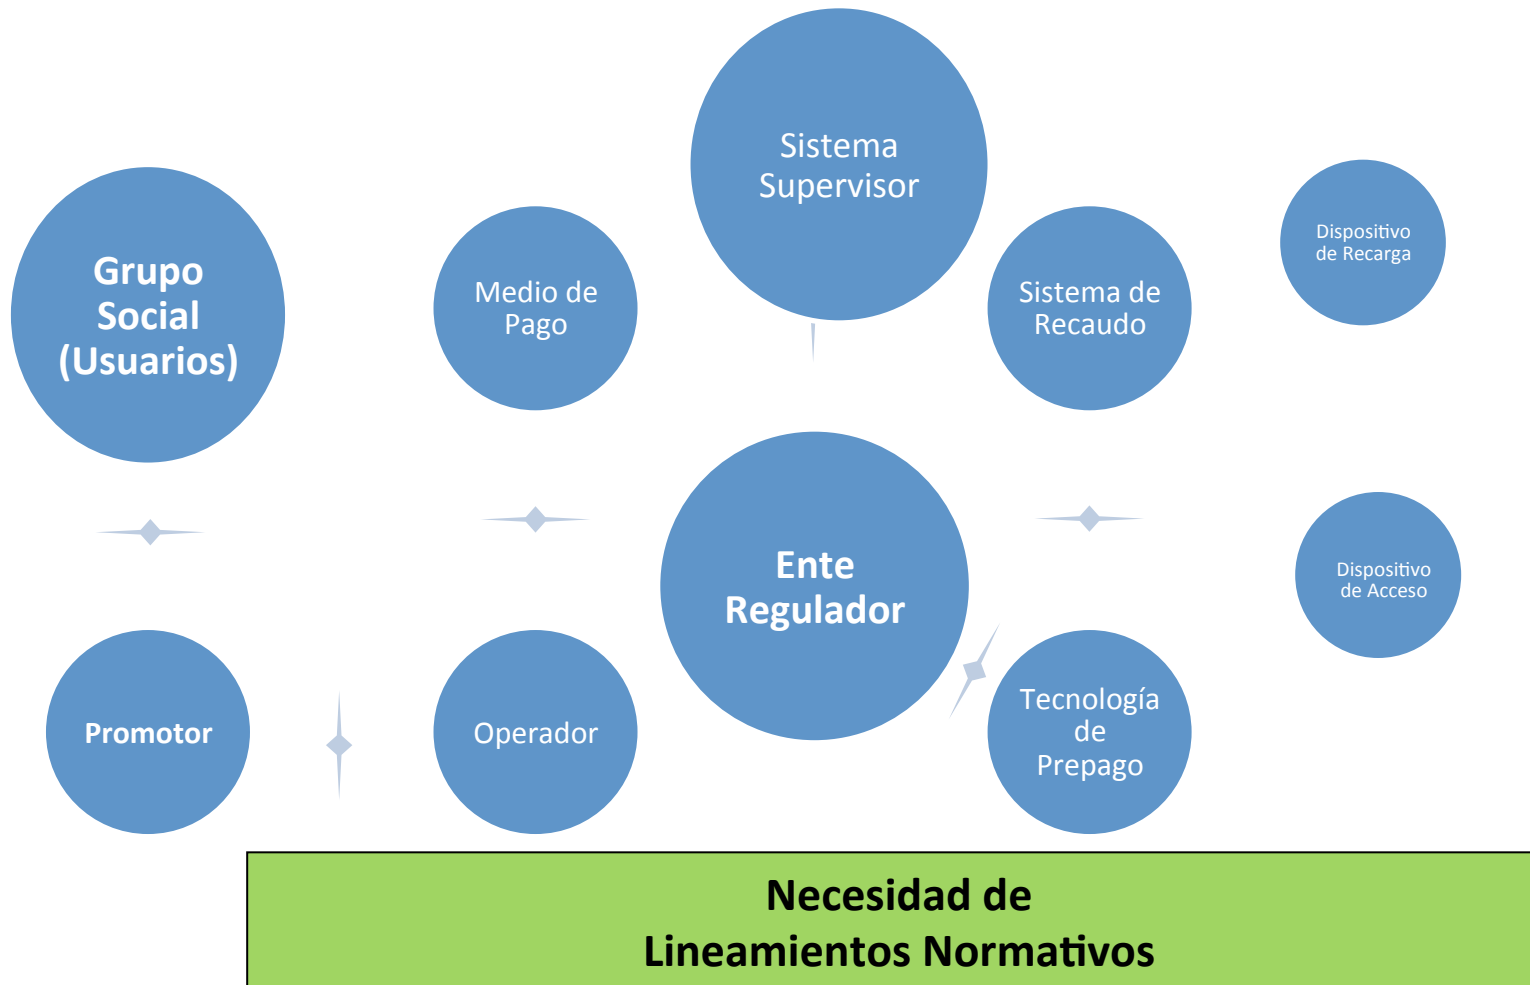 Sistema
Supervisor
Grupo
Social
(Usuarios)
Medio de
Pago
Sistema de
Recaudo
Dispositivo
de Recarga
Ente
Regulador
Dispositivo
de Acceso
Promotor
Operador
Tecnología
de
Prepago
Necesidad de
Lineamientos Normativos